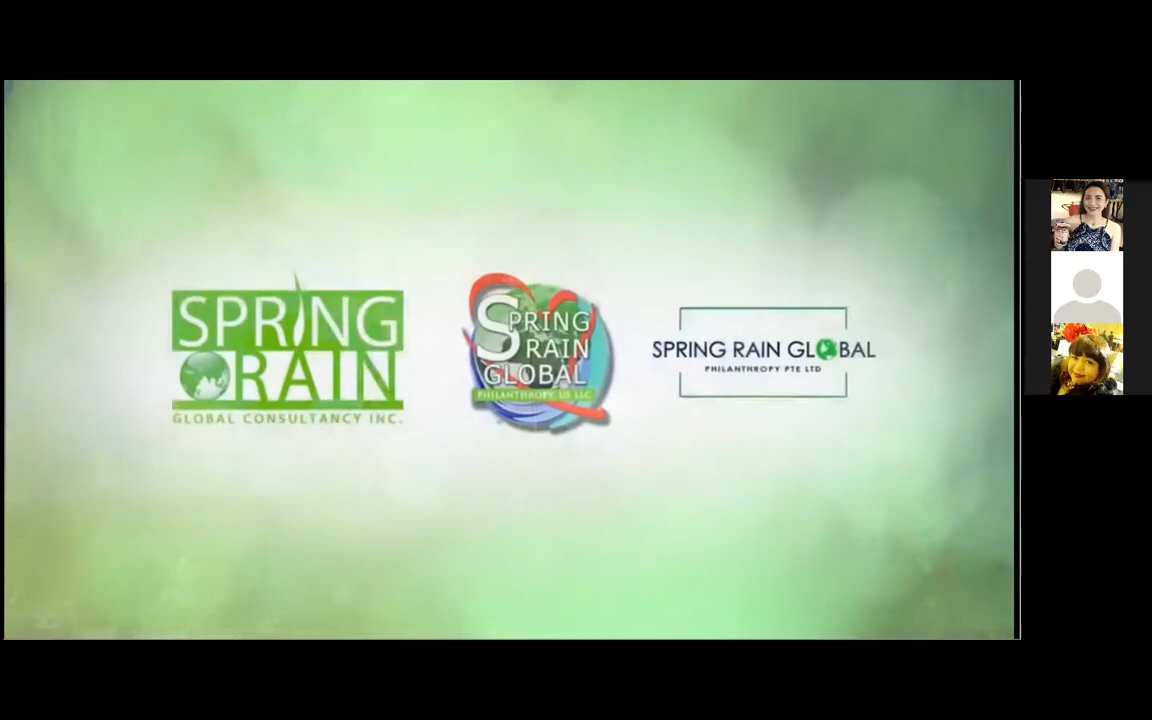 SPRING
RAIN
GLOBAL CONSULTANCY INC.
SPRING
RAIN
GLOBAL
PHILANTHROPY US LLC
SPRING RAIN GLOBAL
PHILANTHROPY PTE LTD